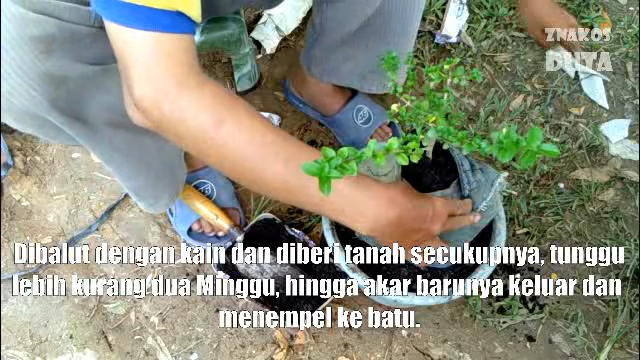 ZNAKOS
DUTA
Dibalut dengan kain dan diberi tanah secukupnya, tunggu
lebih kurang dua Minggu, hingga akar barunya Keluar dan
menempel ke batu.